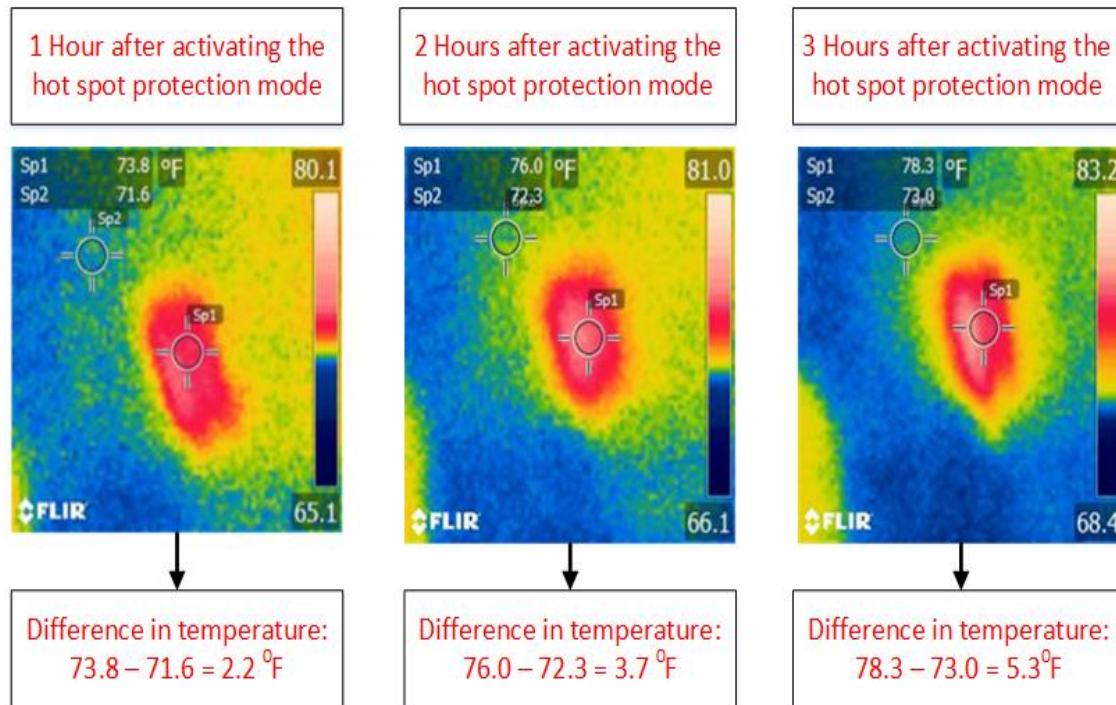 1 Hour after activating the
hot spot protection mode
2 Hours after activating the
hot spot protection mode
3 Hours after activating the
hot spot protection mode
Sp1 73.8 °F 80.1
Sp2 71.6
Sp2
Sp1
65.1
FLIR
Sp1 76.0 °F 81.0
Sp2 72.3
Sp1
66.1
FLIR
Sp1 78.3 °F 83.2
Sp2 73.0
Sp1
68.4
FLIR
Difference in temperature:
73.8 – 71.6 = 2.2 ⁰F
Difference in temperature:
76.0 – 72.3 = 3.7 ⁰F
Difference in temperature:
78.3 – 73.0 = 5.3⁰F